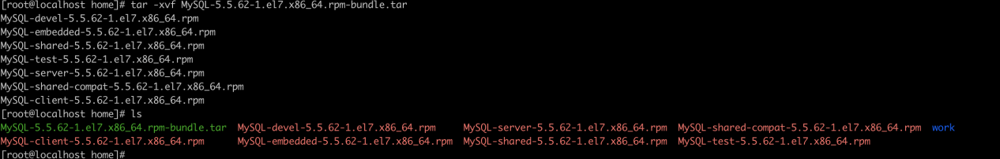 [root@localhost home]# tar -xvf MySQL-5.5.62-1.el7.x86_64.rpm-bundle.tar
MySQL-devel-5.5.62-1.el7.x86_64.rpm
MySQL-embedded-5.5.62-1.el7.x86_64.rpm
MySQL-shared-5.5.62-1.el7.x86_64.rpm
MySQL-test-5.5.62-1.el7.x86_64.rpm
MySQL-server-5.5.62-1.el7.x86_64.rpm
MySQL-shared-compat-5.5.62-1.el7.x86_64.rpm
MySQL-client-5.5.62-1.el7.x86_64.rpm
[root@localhost home]# ls
MySQL-5.5.62-1.el7.x86_64.rpm-bundle.tar  MySQL-devel-5.5.62-1.el7.x86_64.rpm     MySQL-server-5.5.62-1.el7.x86_64.rpm  MySQL-shared-compat-5.5.62-1.el7.x86_64.rpm  work
MySQL-client-5.5.62-1.el7.x86_64.rpm      MySQL-embedded-5.5.62-1.el7.x86_64.rpm  MySQL-shared-5.5.62-1.el7.x86_64.rpm  MySQL-test-5.5.62-1.el7.x86_64.rpm
[root@localhost home]#